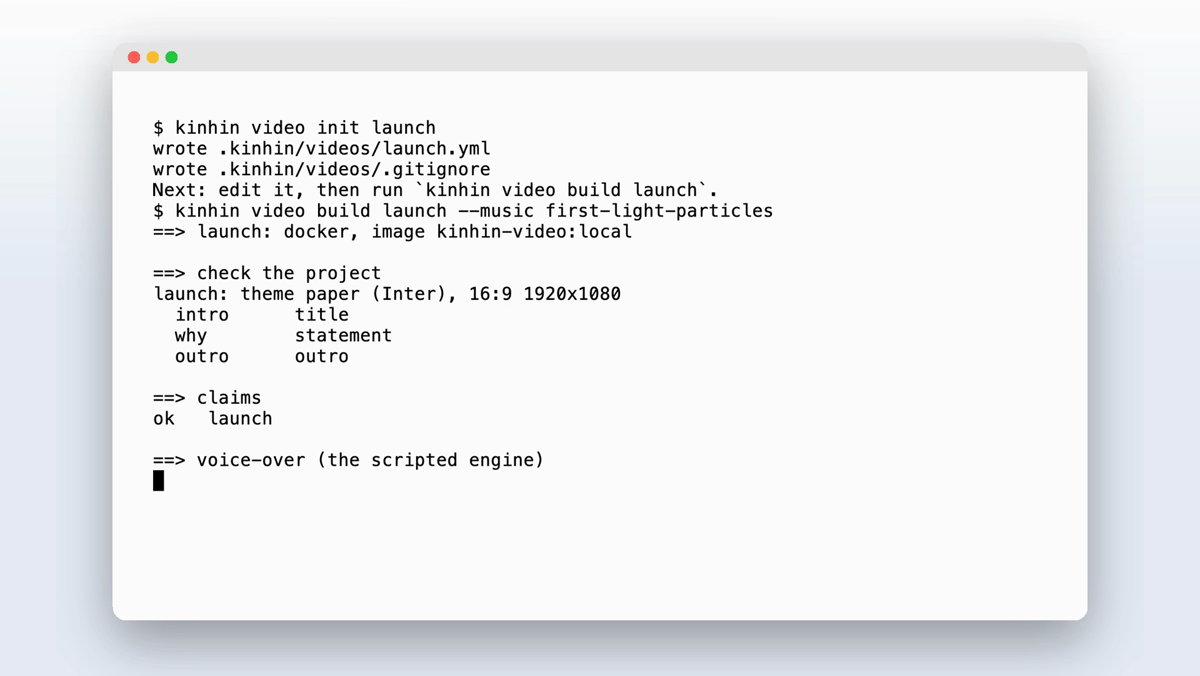 $ kinhin video init launch
wrote .kinhin/videos/launch.yml
wrote .kinhin/videos/.gitignore
Next: edit it, then run `kinhin video build launch`.
$ kinhin video build launch --music first-light-particles
==> launch: docker, image kinhin-video:local
==> check the project
launch: theme paper (Inter), 16:9 1920x1080
  intro      title
  why        statement
  outro      outro
==> claims
ok   launch
==> voice-over (the scripted engine)